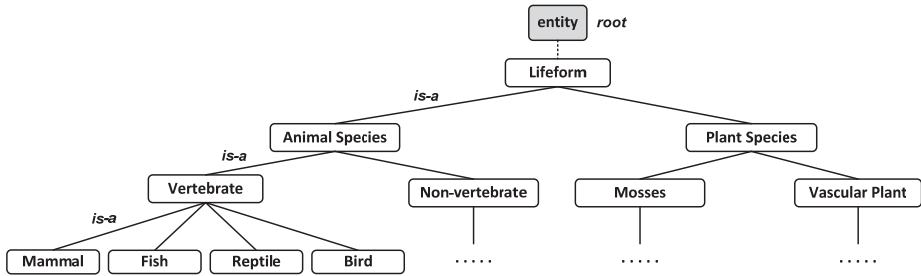 entity root
Lifeform
is-a
Animal Species Plant Species
is-a
Vertebrate Non-vertebrate Mosses Vascular Plant
is-a
Mammal Fish Reptile Bird ..... ..... .....